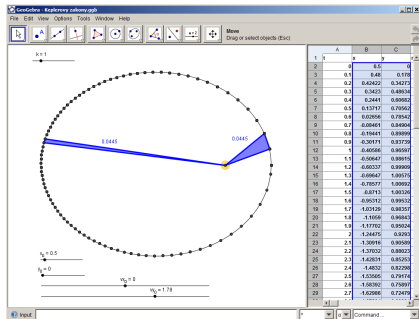 GeoGebra - Keplerovy zakony.ggb
File Edit View Options Tools Window Help
Move
Drag or select objects (Esc)
k = 1
0.0445
0.0445
A B C
1 t x y
2 0 0.5 0
3 0.1 0.48 0.178
4 0.2 0.42422 0.34273
5 0.3 0.3423 0.48634
6 0.4 0.2441 0.60682
7 0.5 0.13717 0.70562
8 0.6 0.02656 0.78542
9 0.7 -0.08461 0.84904
10 0.8 -0.19441 0.89899
11 0.9 -0.30171 0.93739
12 1 -0.40586 0.96597
13 1.1 -0.50647 0.98615
14 1.2 -0.60337 0.99909
15 1.3 -0.69647 1.00575
16 1.4 -0.78577 1.00692
17 1.5 -0.8713 1.00326
18 1.6 -0.95312 0.99532
19 1.7 -1.03129 0.98357
20 1.8 -1.1059 0.96843
21 1.9 -1.17702 0.95024
22 2 -1.24475 0.9293
23 2.1 -1.30916 0.90589
24 2.2 -1.37032 0.88023
25 2.3 -1.42831 0.85253
26 2.4 -1.4832 0.82298
27 2.5 -1.53505 0.79174
28 2.6 -1.58392 0.75897
29 2.7 -1.62986 0.72479
= 0.5
= 0
= 0
= 1.78
Input:
Command...